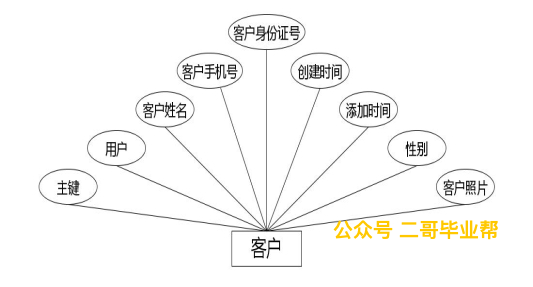 客户身份证号
客户手机号
创建时间
客户姓名
添加时间
用户
性别
主键
客户照片
公众号 二哥毕业帮
客户